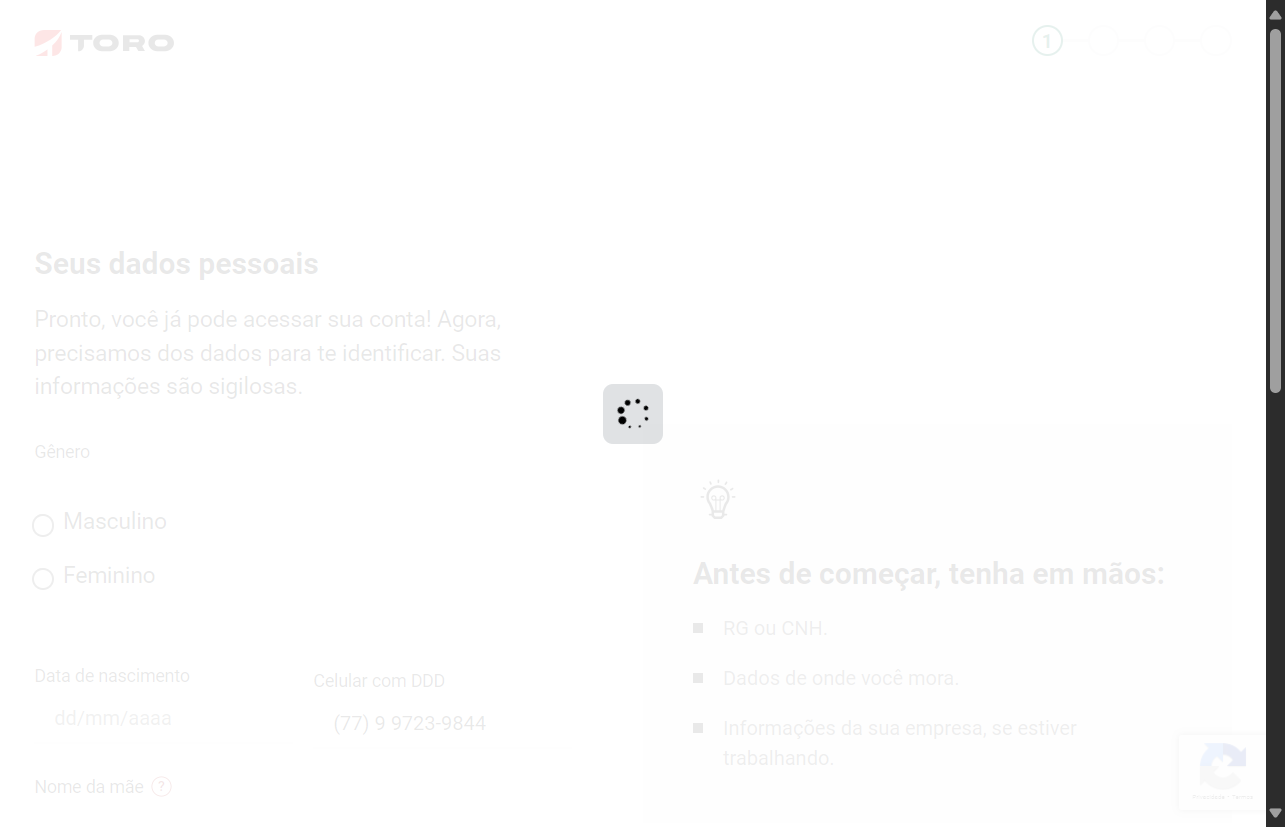 TORO
1
Seus dados pessoais
Pronto, você já pode acessar sua conta! Agora,
precisamos dos dados para te identificar. Suas
informações são sigilosas.
Gênero
Masculino
Feminino
Data de nascimento
dd/mm/aaaa
Celular com DDD
(77) 9 9723-9844
Nome da mãe ?
Antes de começar, tenha em mãos:
RG ou CNH.
Dados de onde você mora.
Informações da sua empresa, se estiver
trabalhando.